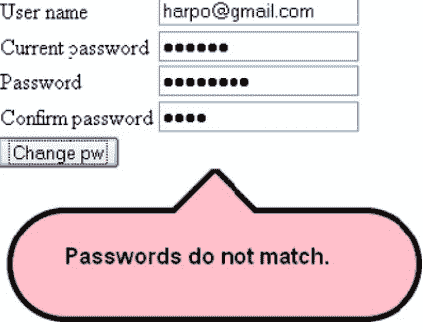 User name harpo@gmail.com
Current password ●●●●●●
Password ●●●●●●●●
Confirm password ●●●●
Change pw
Passwords do not match.